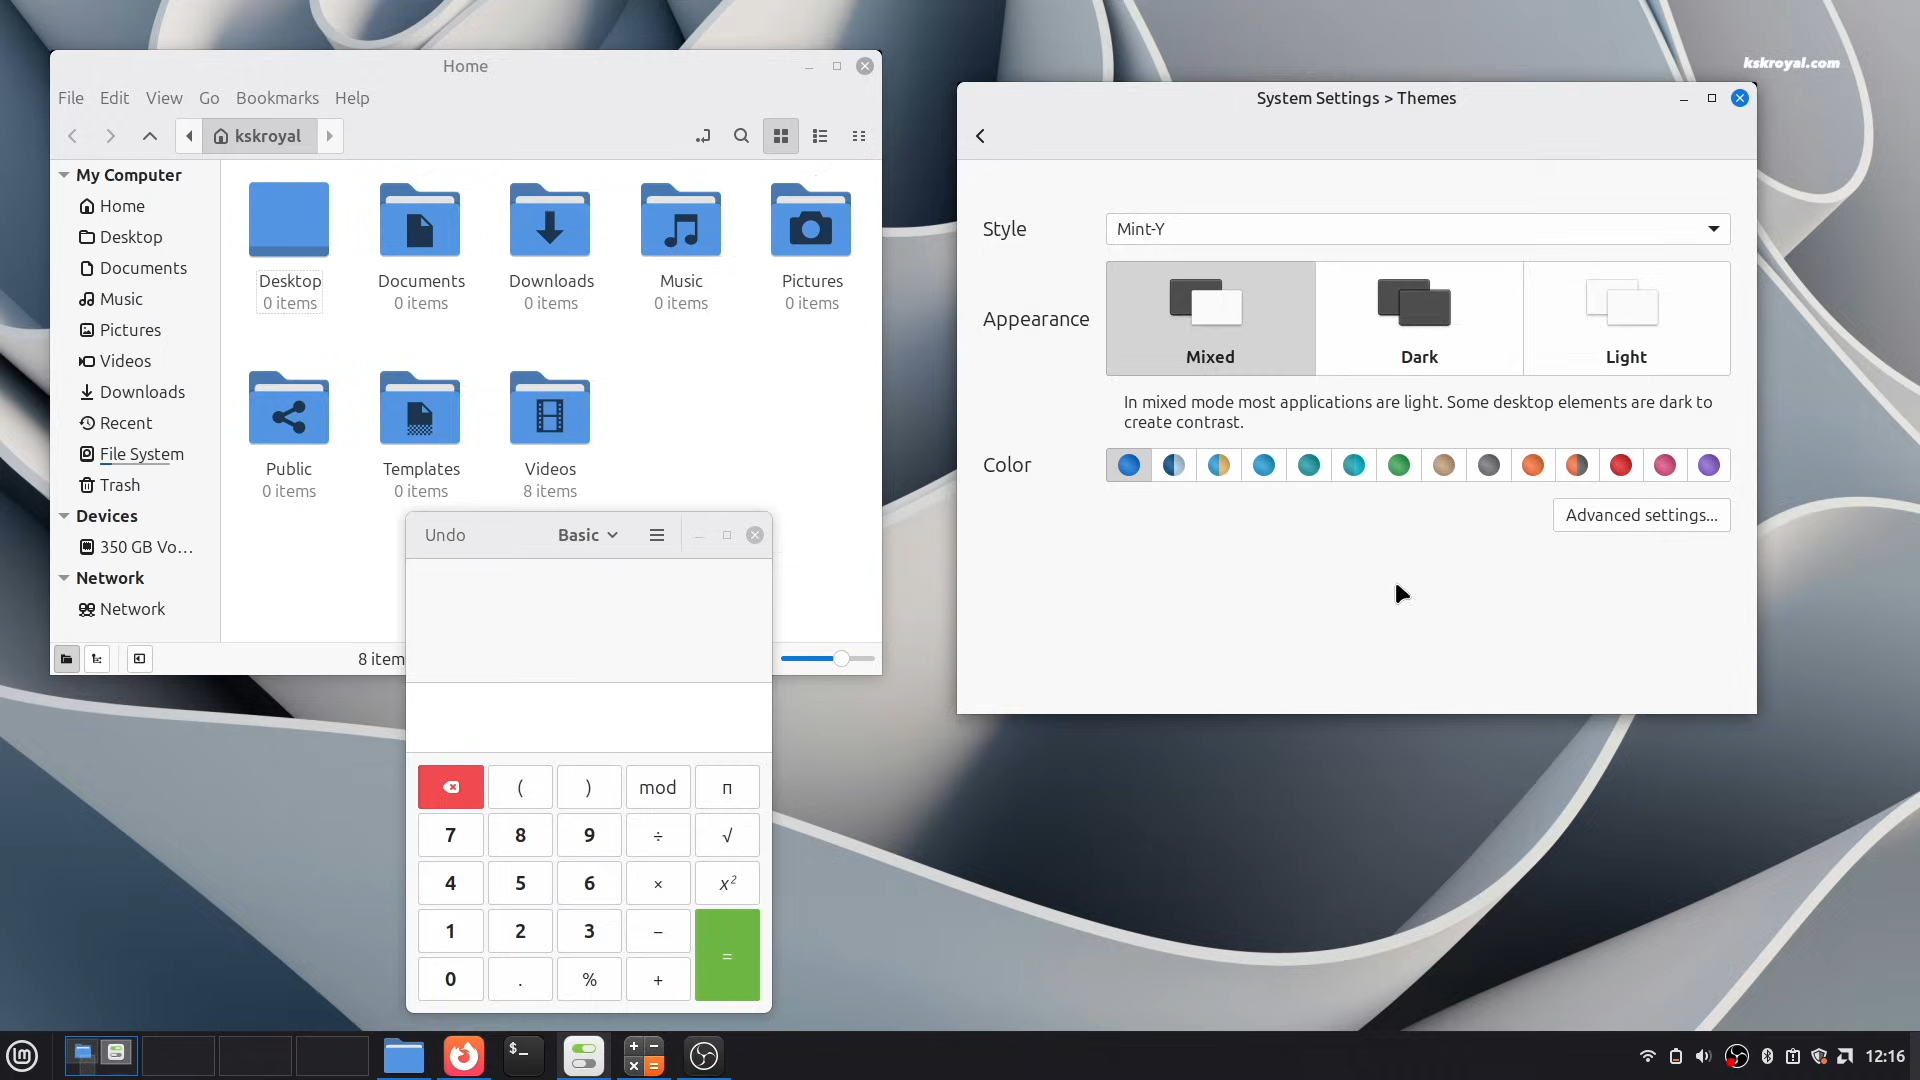 kskroyal.com
Home
File Edit View Go Bookmarks Help
kskroyal
My Computer
Home
Desktop
Documents
Music
Pictures
Videos
Downloads
Recent
File System
Trash
Devices
350 GB Vo...
Network
Network
Desktop
0 items
Documents
0 items
Downloads
0 items
Music
0 items
Pictures
0 items
Public
0 items
Templates
0 items
Videos
8 items
8 item
Undo Basic
( ) mod π
7 8 9 ÷ √
4 5 6 × x²
1 2 3 − =
0 . % +
System Settings > Themes
Style Mint-Y
Appearance
Mixed Dark Light
In mixed mode most applications are light. Some desktop elements are dark to
create contrast.
Color
Advanced settings...
12:16